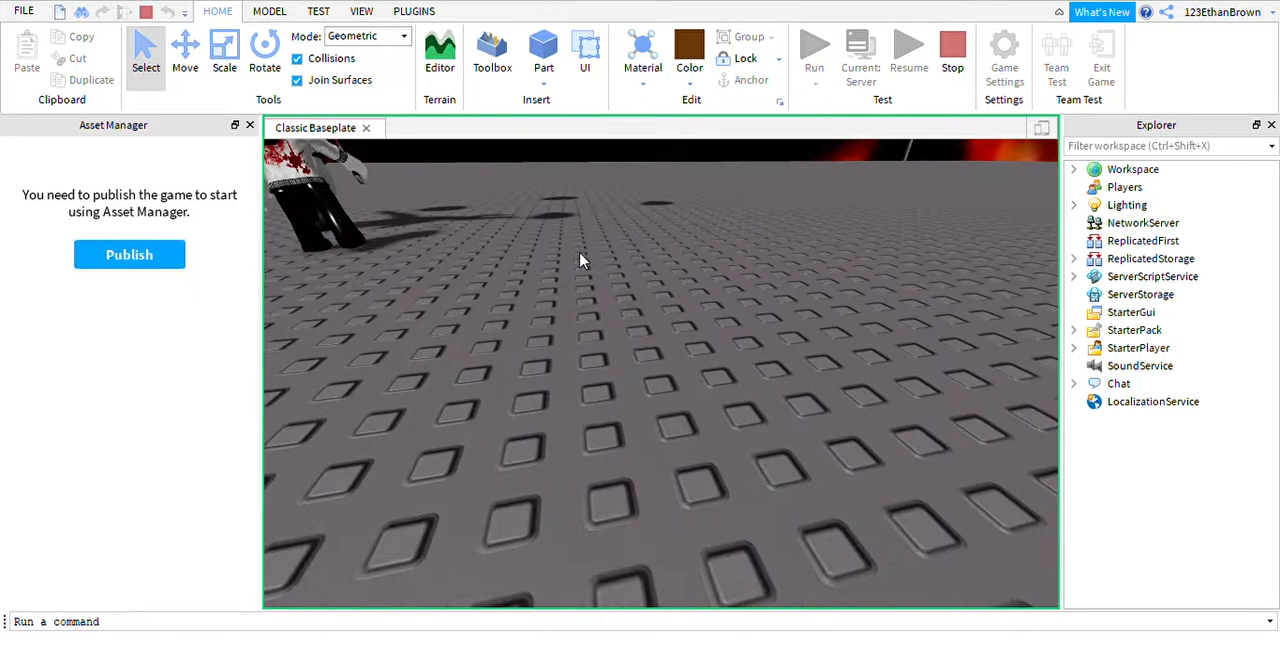 FILE HOME MODEL TEST VIEW PLUGINS What's New 123EthanBrown
Paste
Copy
Cut
Duplicate
Clipboard
Select
Move
Scale
Rotate
Mode: Geometric
Collisions
Join Surfaces
Tools
Editor
Terrain
Toolbox
Part
UI
Insert
Material
Color
Group
Lock
Anchor
Edit
Run
Current:
Server
Resume
Stop
Test
Game
Settings
Settings
Team
Test
Exit
Game
Team Test
Asset Manager
You need to publish the game to start
using Asset Manager.
Publish
Classic Baseplate
Explorer
Filter workspace (Ctrl+Shift+X)
Workspace
Players
Lighting
NetworkServer
ReplicatedFirst
ReplicatedStorage
ServerScriptService
ServerStorage
StarterGui
StarterPack
StarterPlayer
SoundService
Chat
LocalizationService
Run a command